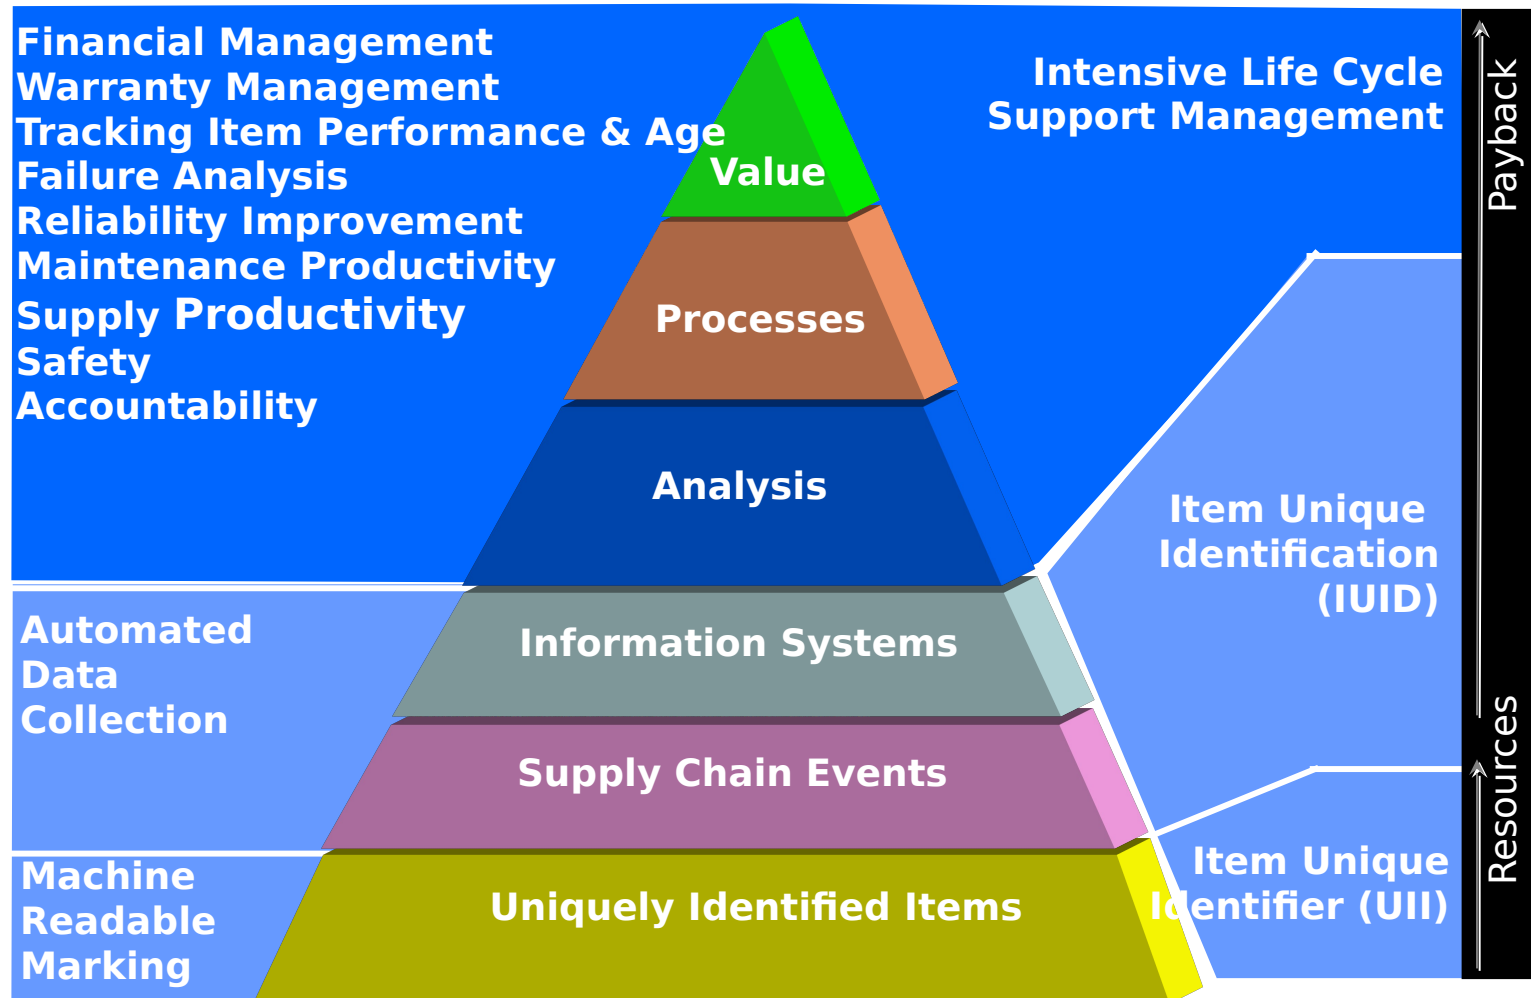 Financial Management
Warranty Management
Tracking Item Performance & Age
Failure Analysis
Reliability Improvement
Maintenance Productivity
Supply Productivity
Safety
Accountability
Automated
Data
Collection
Machine
Readable
Marking
Value
Processes
Analysis
Information Systems
Supply Chain Events
Uniquely Identified Items
Intensive Life Cycle
Support Management
Item Unique
Identification
(IUID)
Item Unique
Identifier (UII)
Payback
Resources